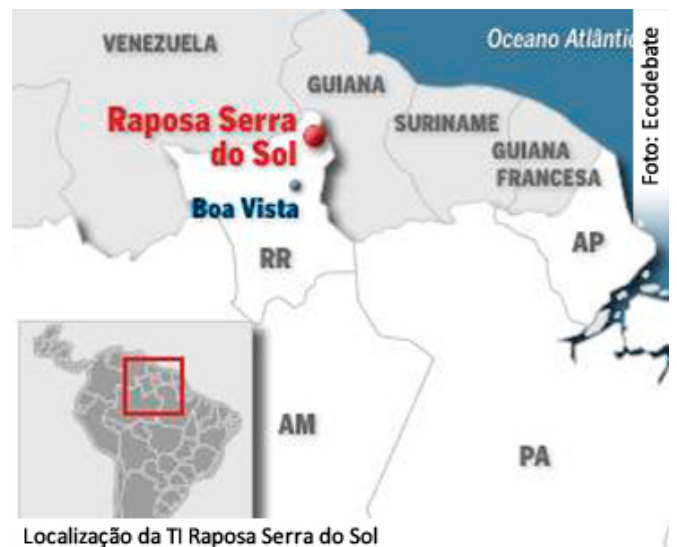 VENEZUELA
Oceano Atlântic
GUIANA
Raposa Serra
do Sol
SURINAME
GUIANA
FRANCESA
Boa Vista
RR
AP
AM
PA
Foto: Ecodebate
Localização da TI Raposa Serra do Sol